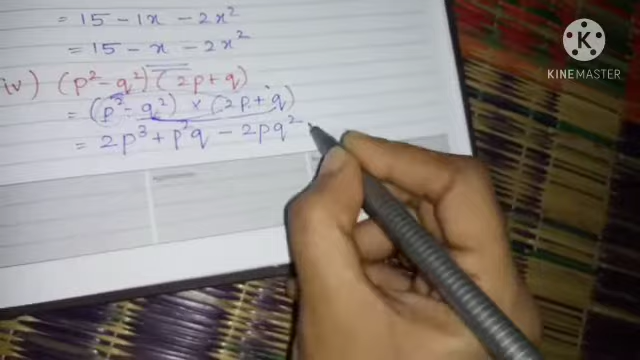 = 15 - 1x - 2x²
= 15 - x - 2x²
iv) (p² - q²) (2p + q)
= (p² - q²) × (2p + q)
= 2p³ + p²q - 2pq²
KINEMASTER